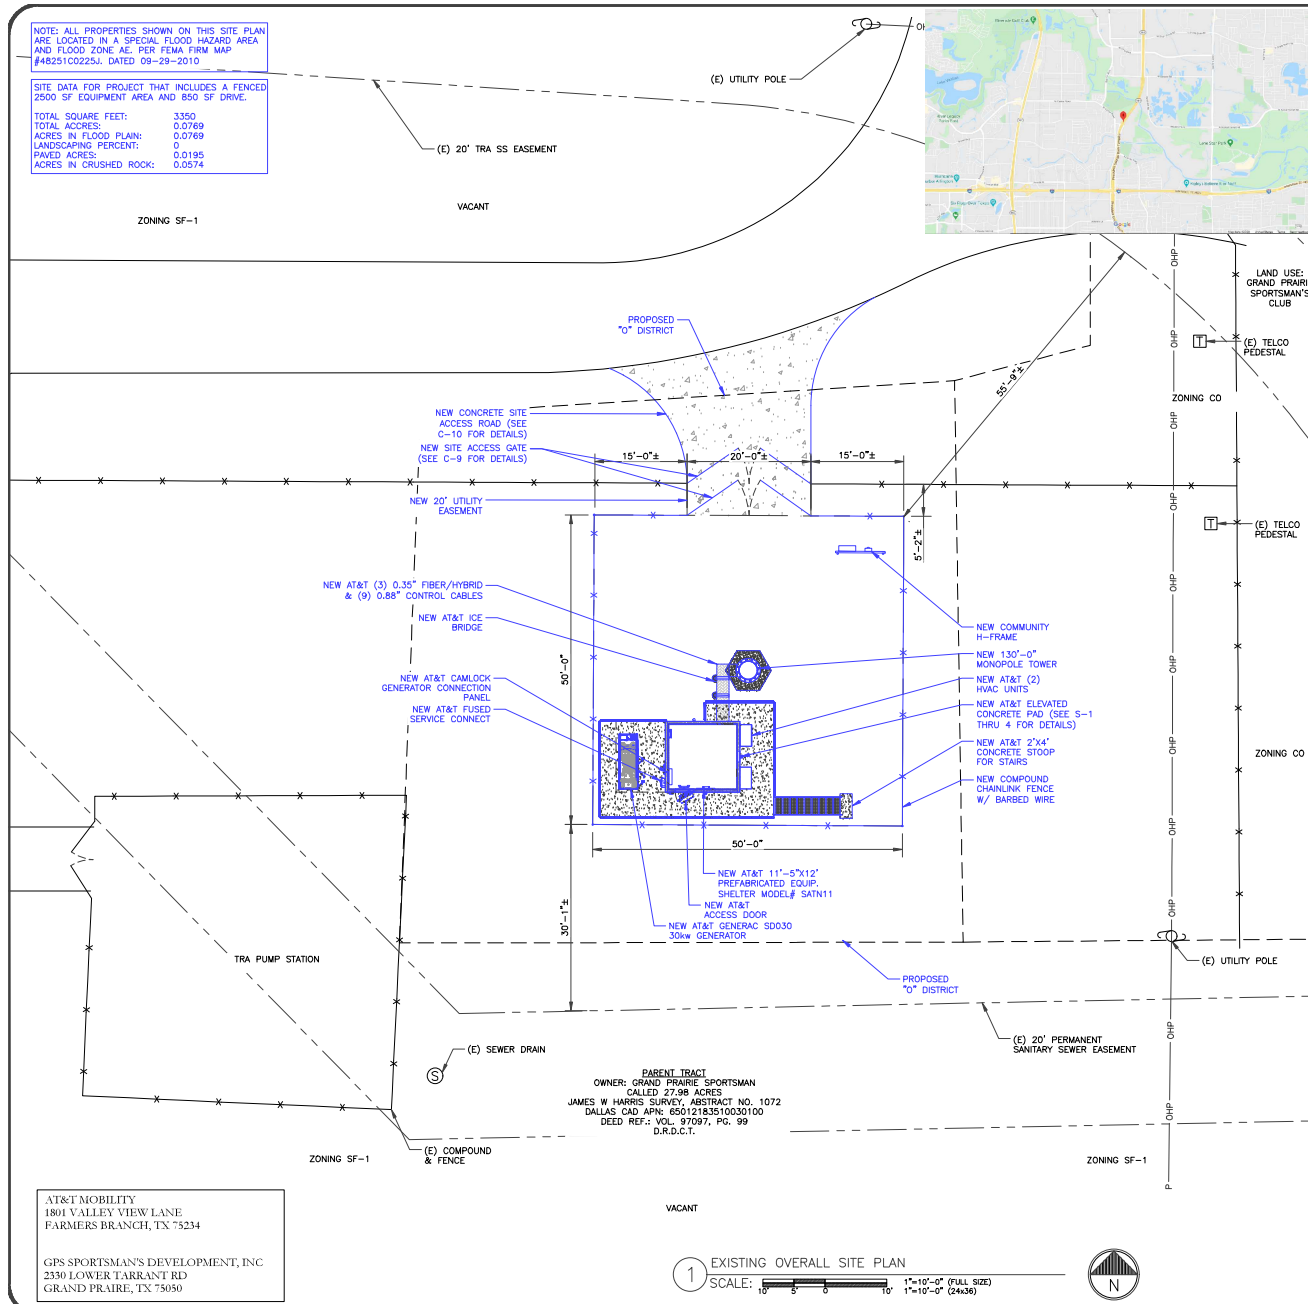 NOTE: ALL PROPERTIES SHOWN ON THIS SITE PLAN
ARE LOCATED IN A SPECIAL FLOOD HAZARD AREA
AND FLOOD ZONE AE. PER FEMA FIRM MAP
#48251C0225J. DATED 09-29-2010
SITE DATA FOR PROJECT THAT INCLUDES A FENCED
2500 SF EQUIPMENT AREA AND 850 SF DRIVE.
TOTAL SQUARE FEET: 3350
TOTAL ACCRES: 0.0769
ACRES IN FLOOD PLAIN: 0.0769
LANDSCAPING PERCENT: 0
PAVED ACRES: 0.0195
ACRES IN CRUSHED ROCK: 0.0574
(E) UTILITY POLE
(E) 20' TRA SS EASEMENT
VACANT
ZONING SF-1
Google
OHP
LAND USE:
GRAND PRAIRI
SPORTSMAN'S
CLUB
PROPOSED
"O" DISTRICT
OHP
T
(E) TELCO
PEDESTAL
55'-9"±
ZONING CO
NEW CONCRETE SITE
ACCESS ROAD (SEE
C-10 FOR DETAILS)
OHP
NEW SITE ACCESS GATE
(SEE C-9 FOR DETAILS)
15'-0"±
20'-0"±
15'-0"±
NEW 20' UTILITY
EASEMENT
OHP
5'-2"±
T
(E) TELCO
PEDESTAL
NEW AT&T (3) 0.35" FIBER/HYBRID
& (9) 0.88" CONTROL CABLES
OHP
NEW AT&T ICE
BRIDGE
NEW COMMUNITY
H-FRAME
50'-0"
NEW 130'-0"
MONOPOLE TOWER
OHP
NEW AT&T CAMLOCK
GENERATOR CONNECTION
PANEL
NEW AT&T (2)
HVAC UNITS
NEW AT&T FUSED
SERVICE CONNECT
NEW AT&T ELEVATED
CONCRETE PAD (SEE S-1
THRU 4 FOR DETAILS)
OHP
NEW AT&T 2'X4'
CONCRETE STOOP
FOR STAIRS
ZONING CO
NEW COMPOUND
CHAINLINK FENCE
W/ BARBED WIRE
OHP
50'-0"
NEW AT&T 11'-5"X12'
PREFABRICATED EQUIP.
SHELTER MODEL# SATN11
NEW AT&T
ACCESS DOOR
30'-1"±
OHP
NEW AT&T GENERAC SD030
30kw GENERATOR
TRA PUMP STATION
(E) UTILITY POLE
PROPOSED
"O" DISTRICT
OHP
(E) SEWER DRAIN
S
(E) 20' PERMANENT
SANITARY SEWER EASEMENT
PARENT TRACT
OWNER: GRAND PRAIRIE SPORTSMAN
CALLED 27.98 ACRES
JAMES W HARRIS SURVEY, ABSTRACT NO. 1072
DALLAS CAD APN: 65012183510030100
DEED REF.: VOL. 97097, PG. 99
D.R.D.C.T.
OHP
(E) COMPOUND
& FENCE
ZONING SF-1
ZONING SF-1
P
AT&T MOBILITY
1801 VALLEY VIEW LANE
FARMERS BRANCH, TX 75234
GPS SPORTSMAN'S DEVELOPMENT, INC
2330 LOWER TARRANT RD
GRAND PRAIRE, TX 75050
VACANT
1
EXISTING OVERALL SITE PLAN
SCALE:
10' 5' 0 10'
1"=10'-0" (FULL SIZE)
1"=10'-0" (24x36)
N